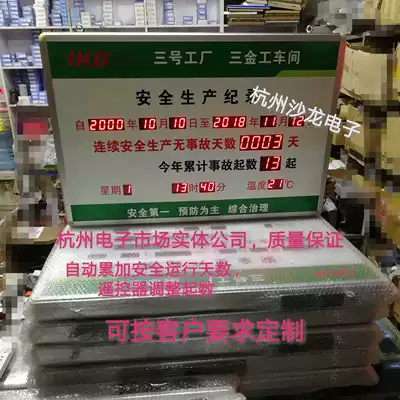 HKD 三号工厂 三金工车间
安全生产纪录
杭州沙龙电子
自2000年10月10日至2018年11月12
连续安全生产无事故天数0003天
今年累计事故起数13起
星期1 13时40分 温度21℃
安全第一 预防为主 综合治理
杭州电子市场实体公司，质量保证
自动累加安全运行天数，
遥控器调整起数
可按客户要求定制